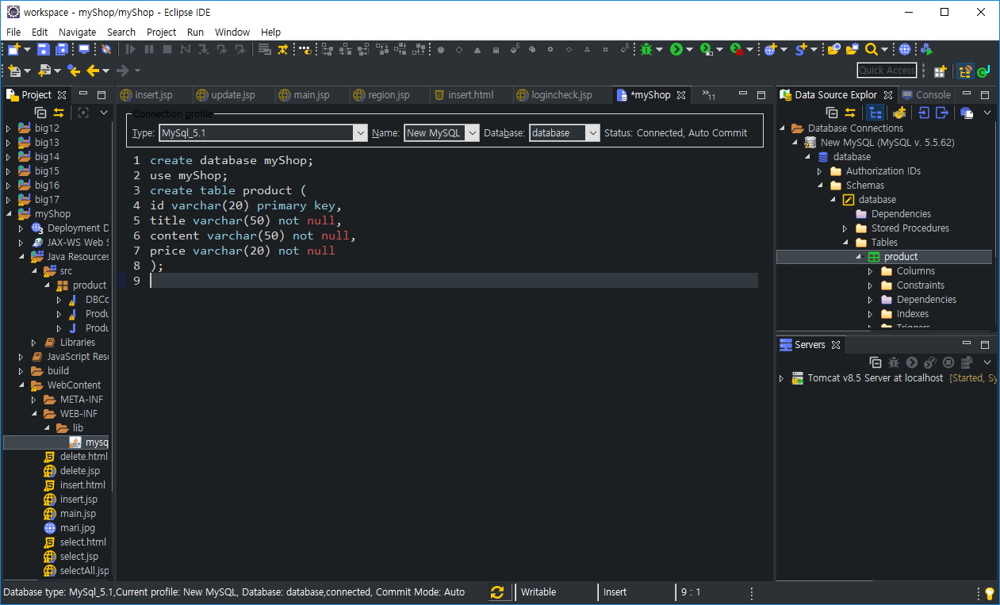 workspace - myShop/myShop - Eclipse IDE
File Edit Navigate Search Project Run Window Help
Quick Access
Project
insert.jsp update.jsp main.jsp region.jsp insert.html logincheck.jsp *myShop 11
Data Source Explor Console
big12
big13
big14
big15
big16
big17
myShop
Deployment D
JAX-WS Web S
Java Resources
src
product
DBCo
Produ
Produ
Libraries
JavaScript Reso
build
WebContent
META-INF
WEB-INF
lib
mysq
delete.html
delete.jsp
insert.html
insert.jsp
main.jsp
mari.jpg
select.html
select.jsp
selectAll.jsp
Connection profile
Type: MySql_5.1 Name: New MySQL Database: database Status: Connected, Auto Commit
1 create database myShop;
2 use myShop;
3 create table product (
4 id varchar(20) primary key,
5 title varchar(50) not null,
6 content varchar(50) not null,
7 price varchar(20) not null
8 );
9
Database Connections
New MySQL (MySQL v. 5.5.62)
database
Authorization IDs
Schemas
database
Dependencies
Stored Procedures
Tables
product
Columns
Constraints
Dependencies
Indexes
Triggers
Servers
Tomcat v8.5 Server at localhost [Started, Sy
Database type: MySql_5.1,Current profile: New MySQL, Database: database,connected, Commit Mode: Auto
Writable Insert 9 : 1